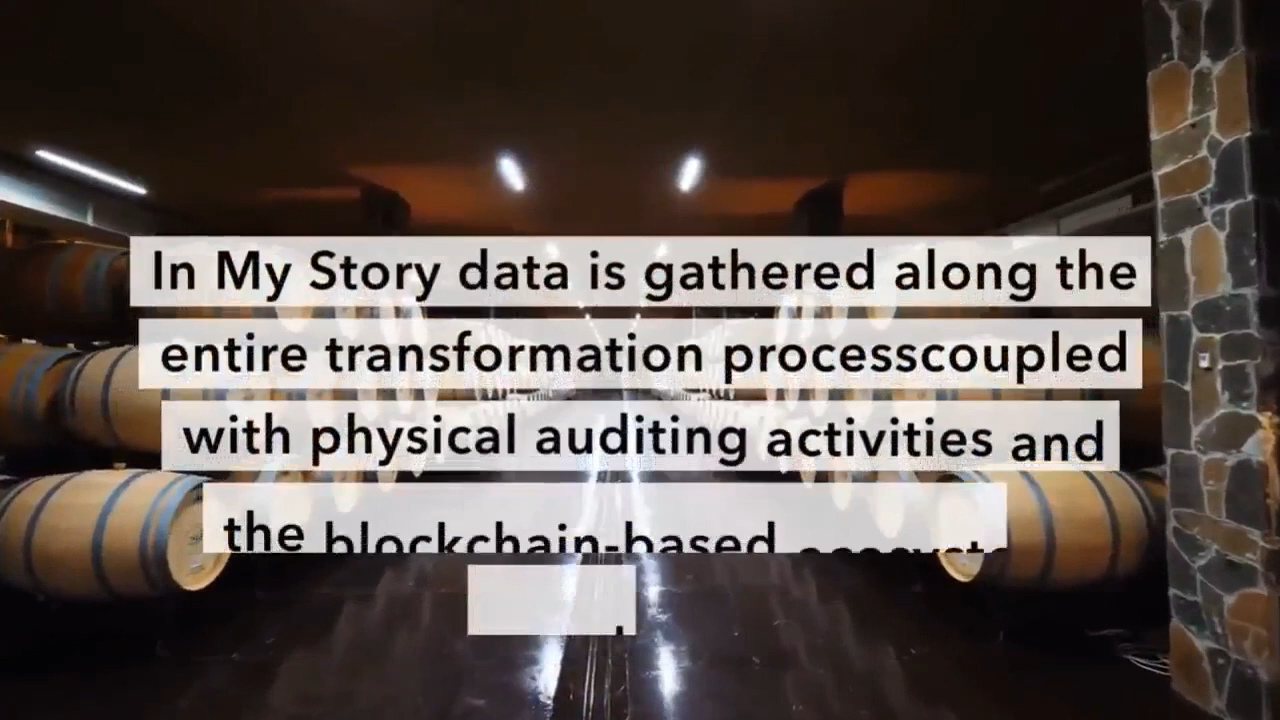 In My Story data is gathered along the
entire transformation processcoupled
with physical auditing activities and
the blockchain-based